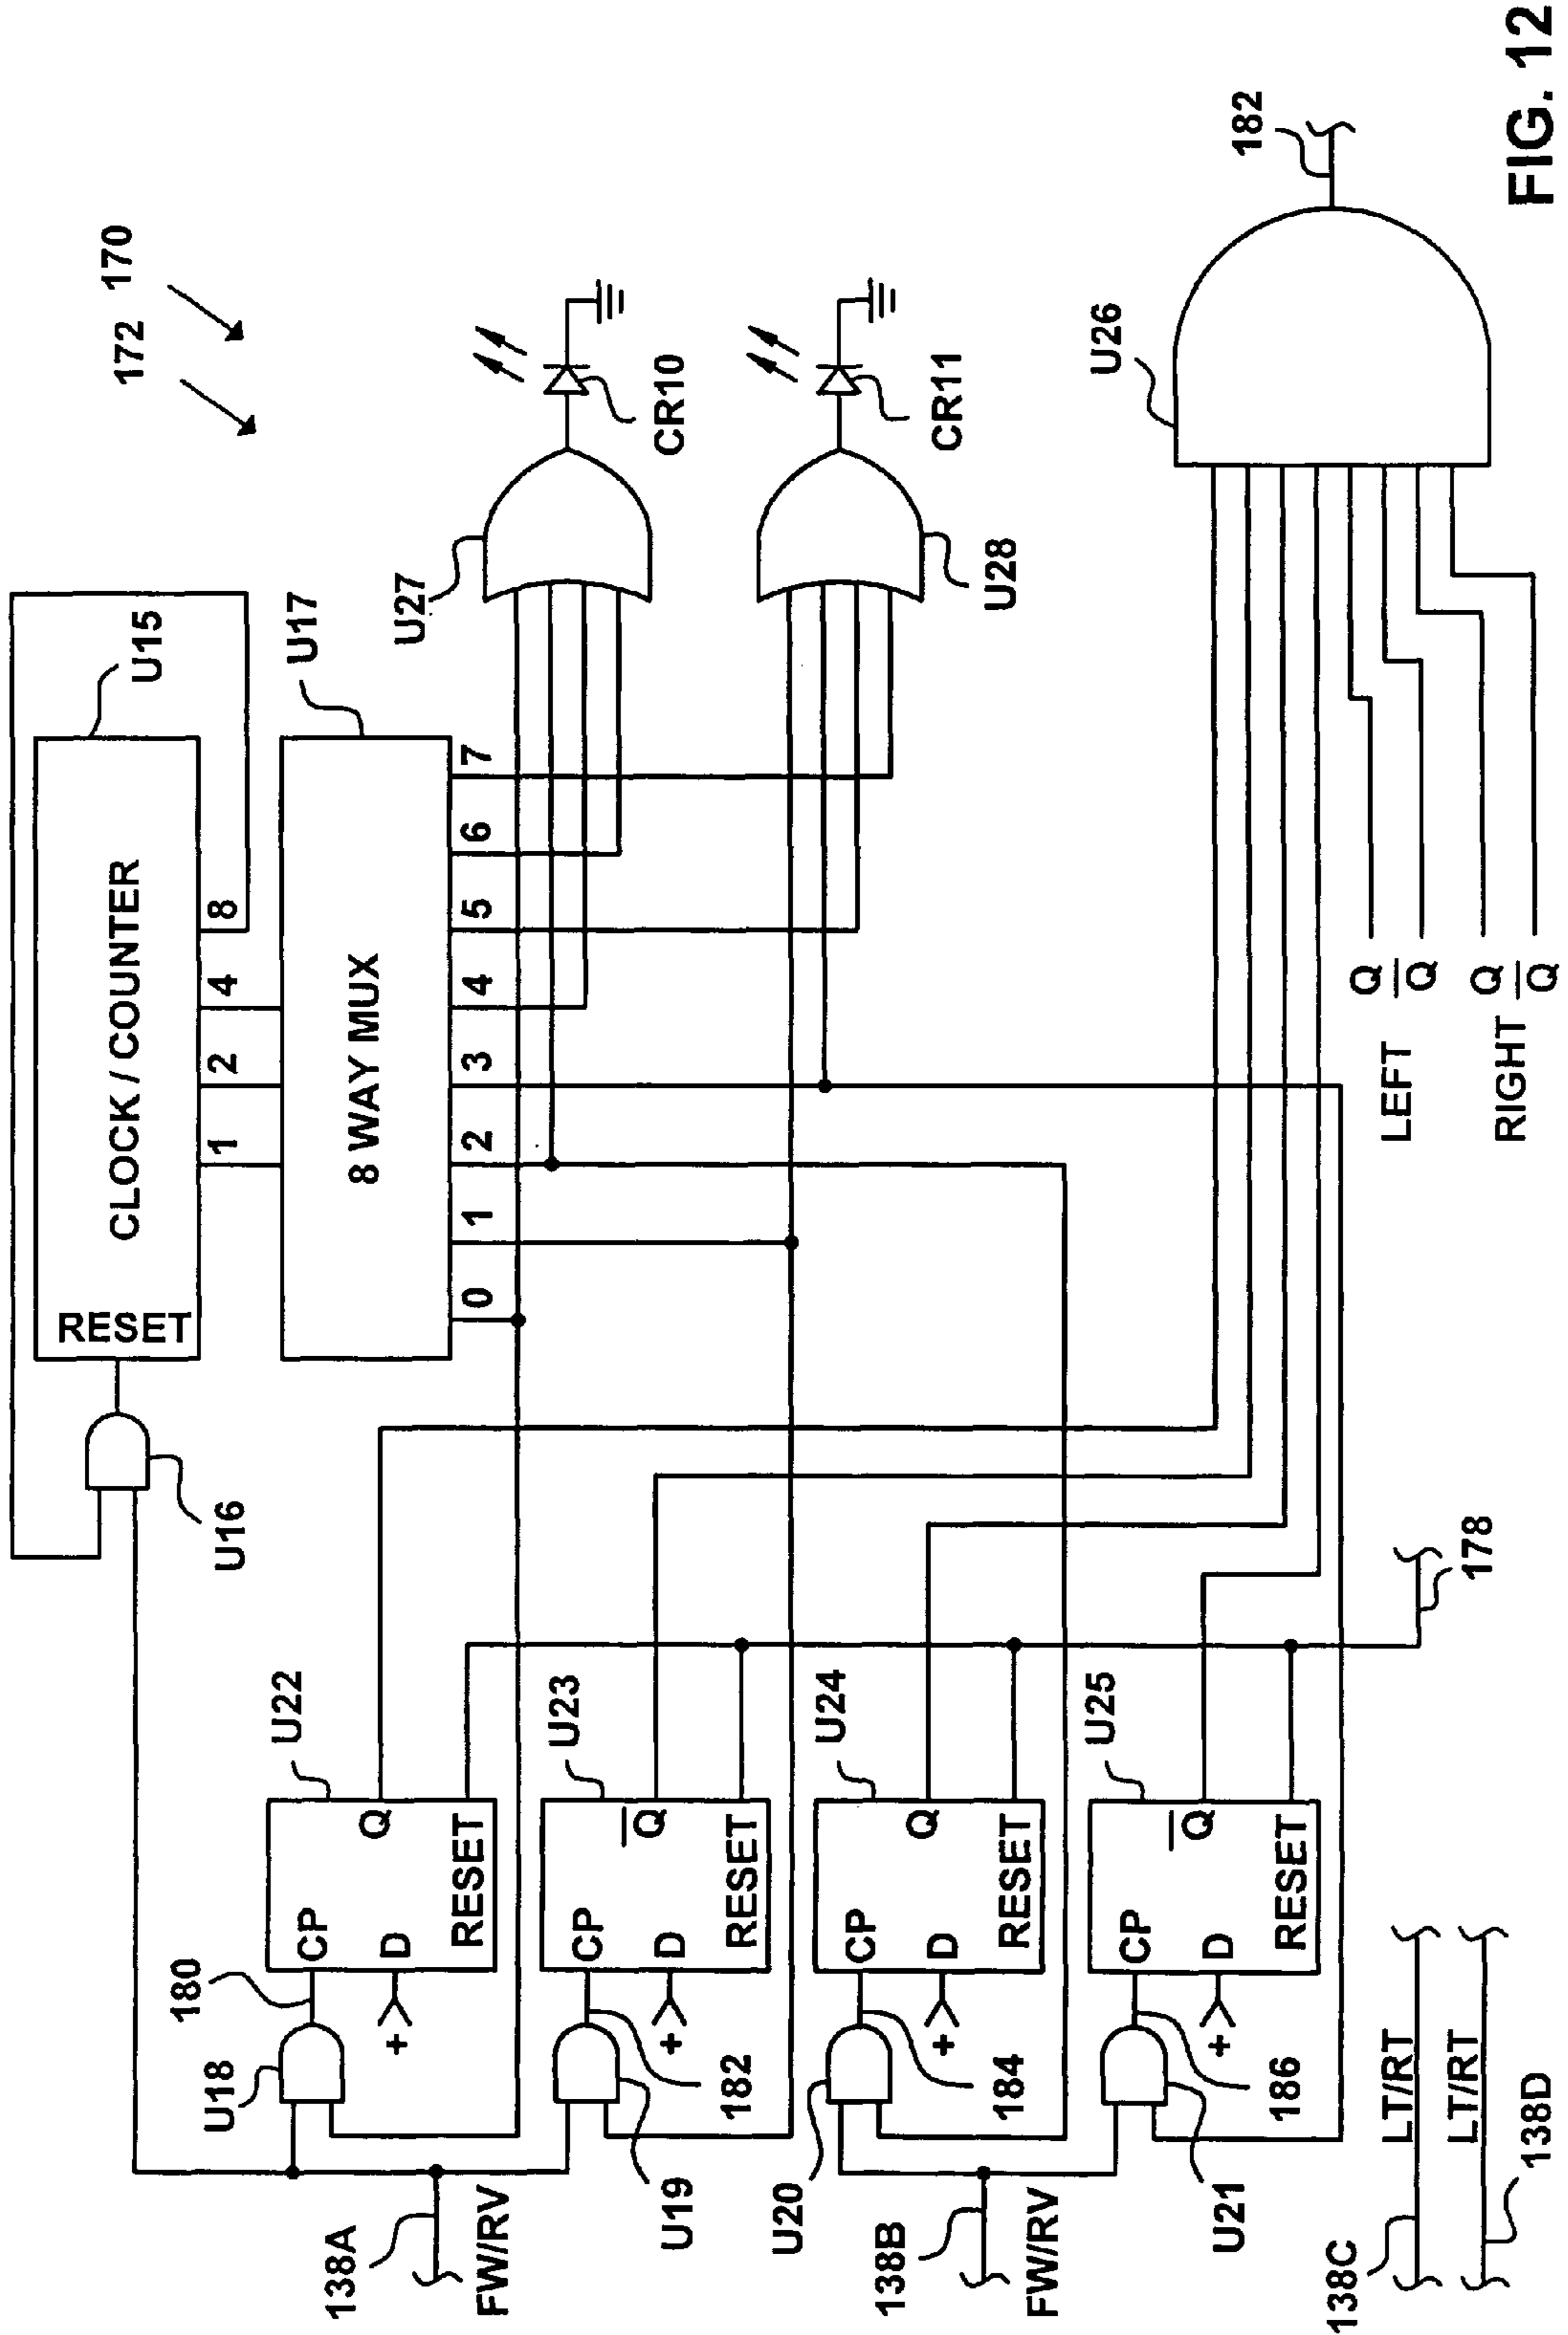 172 170
RESET
CLOCK / COUNTER
1 2 4 8
U15
U16
8 WAY MUX
0 1 2 3 4 5 6 7
U17
U27
CR10
U28
CR11
180
U18
CP
D
+
Q
RESET
U22
138A
FW/RV
U19
182
CP
D
+
Q
RESET
U23
U20
184
CP
D
+
Q
RESET
U24
138B
FW/RV
U21
186
CP
D
+
Q
RESET
U25
178
138C
LT/RT
LT/RT
138D
LEFT
Q
Q
RIGHT
Q
Q
U26
182
FIG. 12